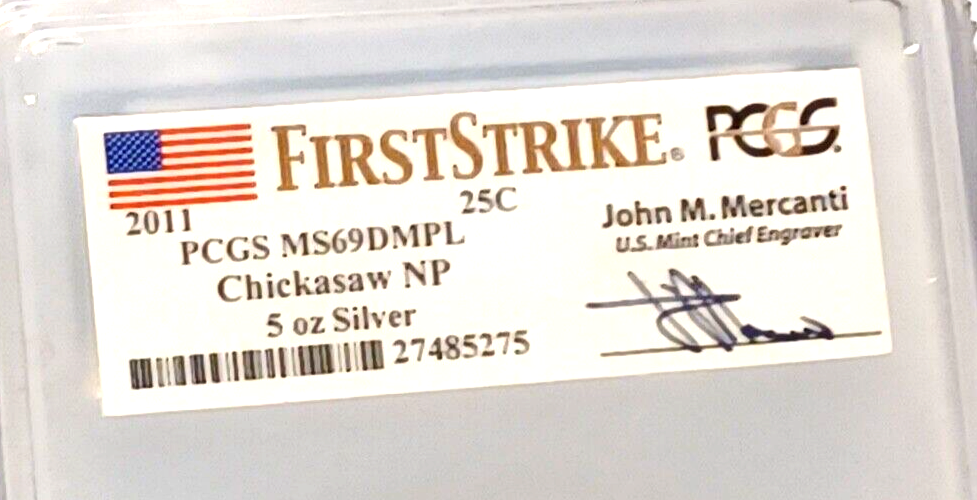 FIRSTSTRIKE® PCGS.
2011 25C
PCGS MS69DMPL
Chickasaw NP
5 oz Silver
27485275
John M. Mercanti
U.S. Mint Chief Engraver